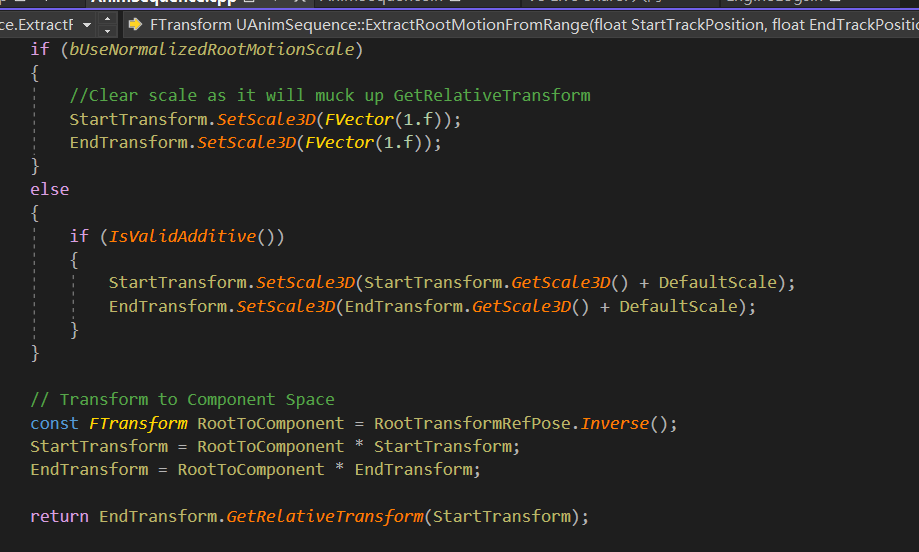 AnimSequence.cpp
ce.Extractf FTransform UAnimSequence::ExtractRootMotionFromRange(float StartTrackPosition, float EndTrackPositio
if (bUseNormalizedRootMotionScale)
{
//Clear scale as it will muck up GetRelativeTransform
StartTransform.SetScale3D(FVector(1.f));
EndTransform.SetScale3D(FVector(1.f));
}
else
{
if (IsValidAdditive())
{
StartTransform.SetScale3D(StartTransform.GetScale3D() + DefaultScale);
EndTransform.SetScale3D(EndTransform.GetScale3D() + DefaultScale);
}
}
// Transform to Component Space
const FTransform RootToComponent = RootTransformRefPose.Inverse();
StartTransform = RootToComponent * StartTransform;
EndTransform = RootToComponent * EndTransform;
return EndTransform.GetRelativeTransform(StartTransform);